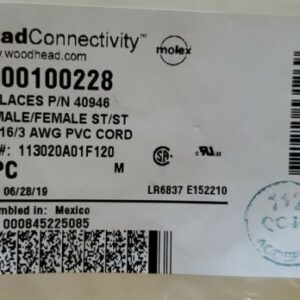 adConnectivity™
www.woodhead.com
molex
00100228
LACES P/N 40946
MALE/FEMALE ST/ST
16/3 AWG PVC CORD
#: 113020A01F120
PC M
06/28/19 LR6837 E152210
mbled in: Mexico
000845225085